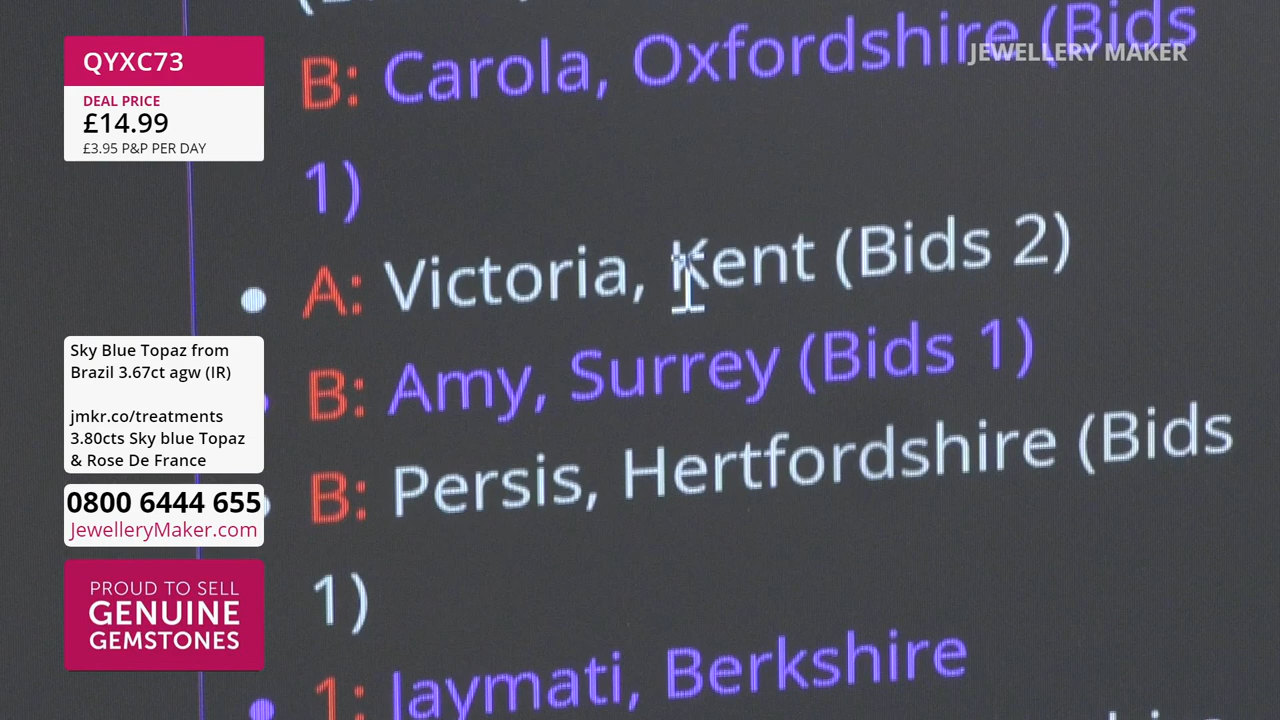 QYXC73
DEAL PRICE
£14.99
£3.95 P&P PER DAY
Sky Blue Topaz from
Brazil 3.67ct agw (IR)
jmkr.co/treatments
3.80cts Sky blue Topaz
& Rose De France
0800 6444 655
JewelleryMaker.com
PROUD TO SELL
GENUINE
GEMSTONES
JEWELLERY MAKER
B: Carola, Oxfordshire (Bids
1)
A: Victoria, Kent (Bids 2)
B: Amy, Surrey (Bids 1)
B: Persis, Hertfordshire (Bids
1)
1: Jaymati, Berkshire